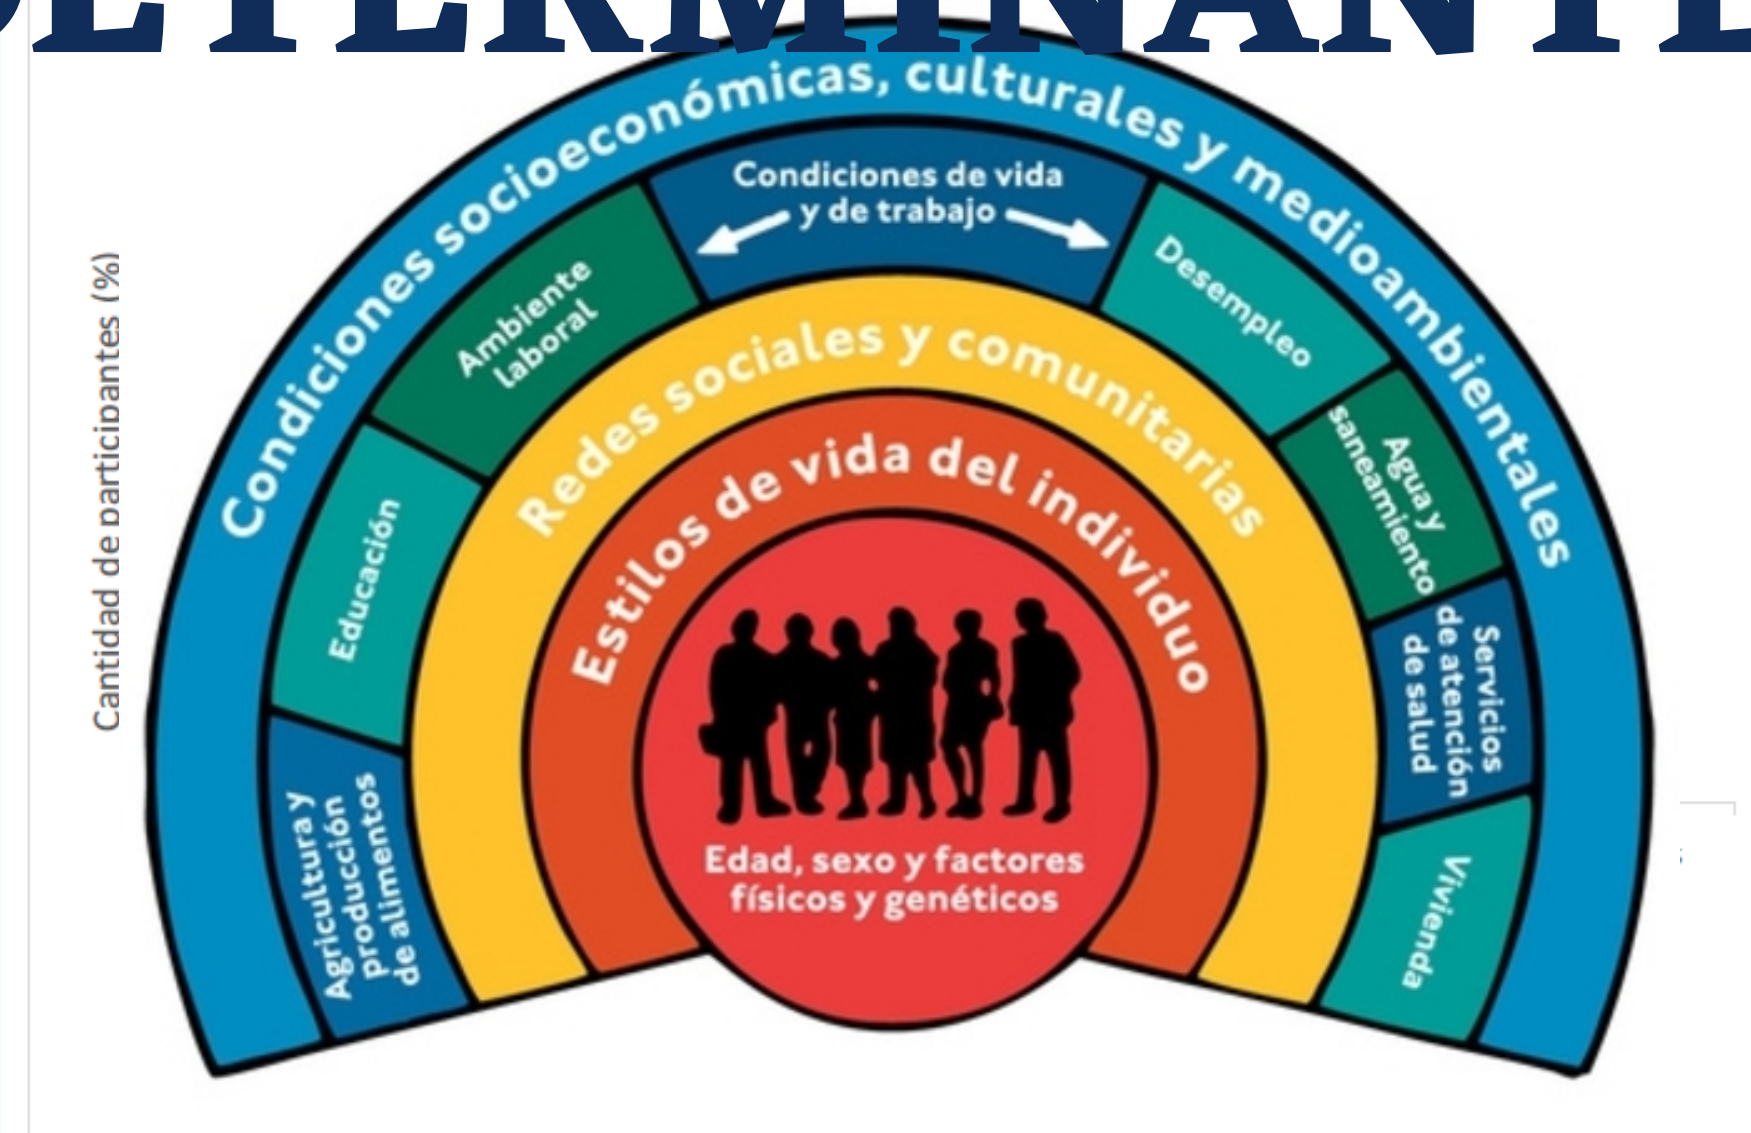 DETERMINANTE
Condiciones socioeconómicas, culturales y medioambientales
Condiciones de vida
y de trabajo
Ambiente
laboral
Desempleo
Educación
Agua y
saneamiento
Agricultura y
producción
de alimentos
Servicios
de atención
de salud
Vivienda
Redes sociales y comunitarias
Estilos de vida del individuo
Edad, sexo y factores
físicos y genéticos
Cantidad de participantes (%)